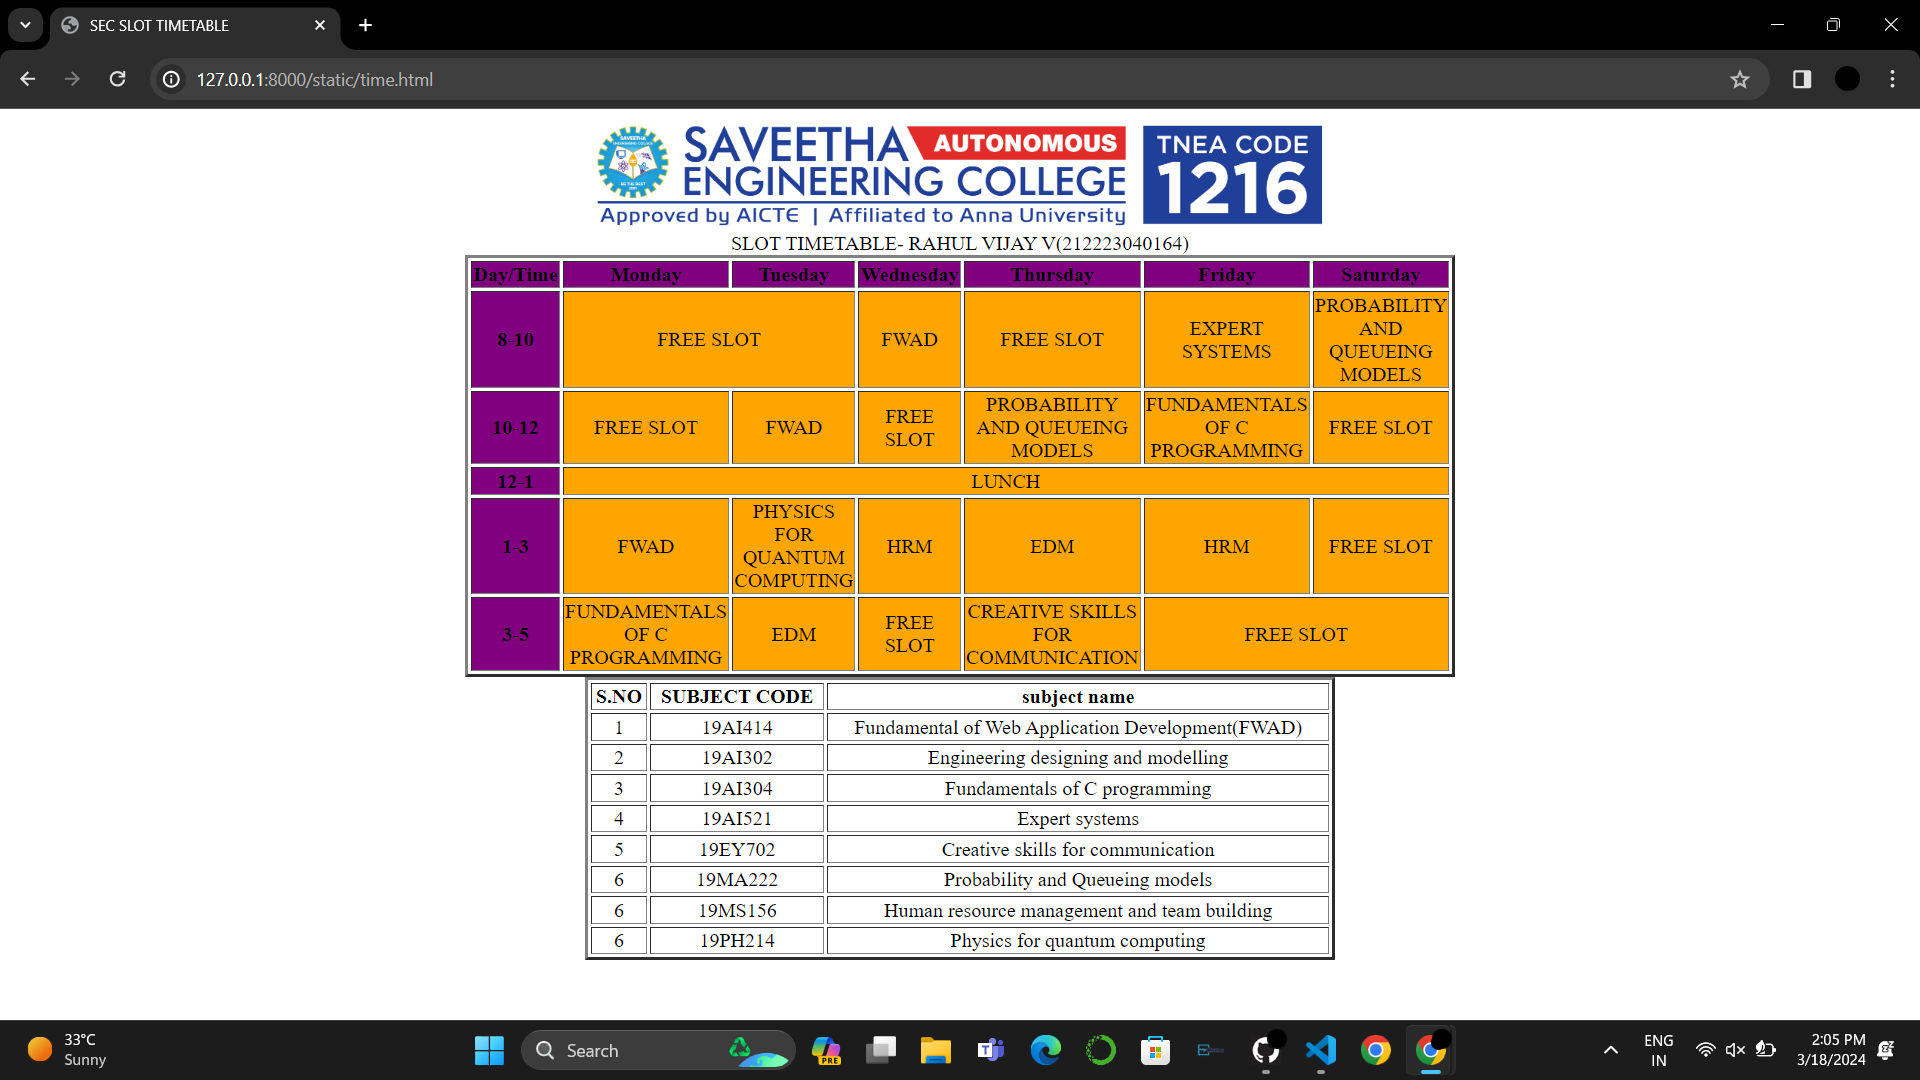 SEC SLOT TIMETABLE
127.0.0.1:8000/static/time.html
SAVEETHA AUTONOMOUS
ENGINEERING COLLEGE
Approved by AICTE | Affiliated to Anna University
TNEA CODE
1216
SLOT TIMETABLE- RAHUL VIJAY V(212223040164)
Day/Time Monday Tuesday Wednesday Thursday Friday Saturday
8-10 FREE SLOT FWAD FREE SLOT EXPERT SYSTEMS PROBABILITY AND QUEUEING MODELS
10-12 FREE SLOT FWAD FREE SLOT PROBABILITY AND QUEUEING MODELS FUNDAMENTALS OF C PROGRAMMING FREE SLOT
12-1 LUNCH
1-3 FWAD PHYSICS FOR QUANTUM COMPUTING HRM EDM HRM FREE SLOT
3-5 FUNDAMENTALS OF C PROGRAMMING EDM FREE SLOT CREATIVE SKILLS FOR COMMUNICATION FREE SLOT
S.NO SUBJECT CODE subject name
1 19AI414 Fundamental of Web Application Development(FWAD)
2 19AI302 Engineering designing and modelling
3 19AI304 Fundamentals of C programming
4 19AI521 Expert systems
5 19EY702 Creative skills for communication
6 19MA222 Probability and Queueing models
6 19MS156 Human resource management and team building
6 19PH214 Physics for quantum computing
33°C
Sunny
Search
PRE
ENG
IN
2:05 PM
3/18/2024